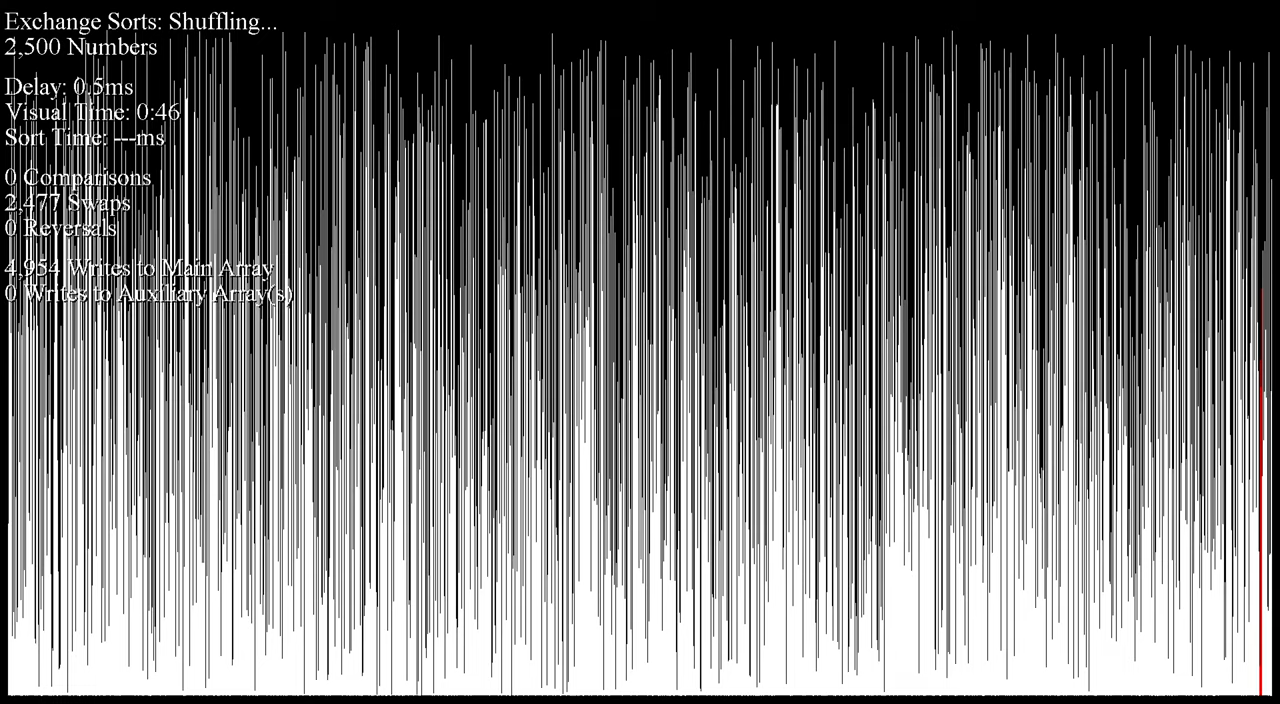 Exchange Sorts: Shuffling...
2,500 Numbers
Delay: 0.5ms
Visual Time: 0:46
Sort Time: ---ms
0 Comparisons
2,477 Swaps
0 Reversals
4,954 Writes to Main Array
0 Writes to Auxiliary Array(s)